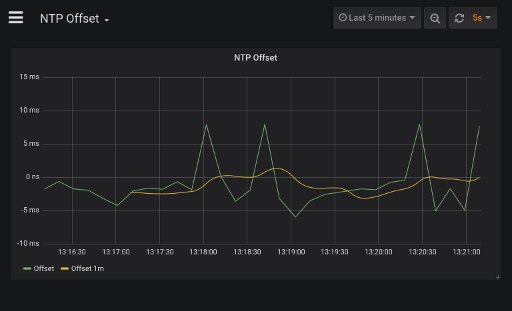 NTP Offset
Last 5 minutes
5s
NTP Offset
15 ms
10 ms
5 ms
0 ns
-5 ms
-10 ms
13:16:30 13:17:00 13:17:30 13:18:00 13:18:30 13:19:00 13:19:30 13:20:00 13:20:30 13:21:00
Offset Offset 1m